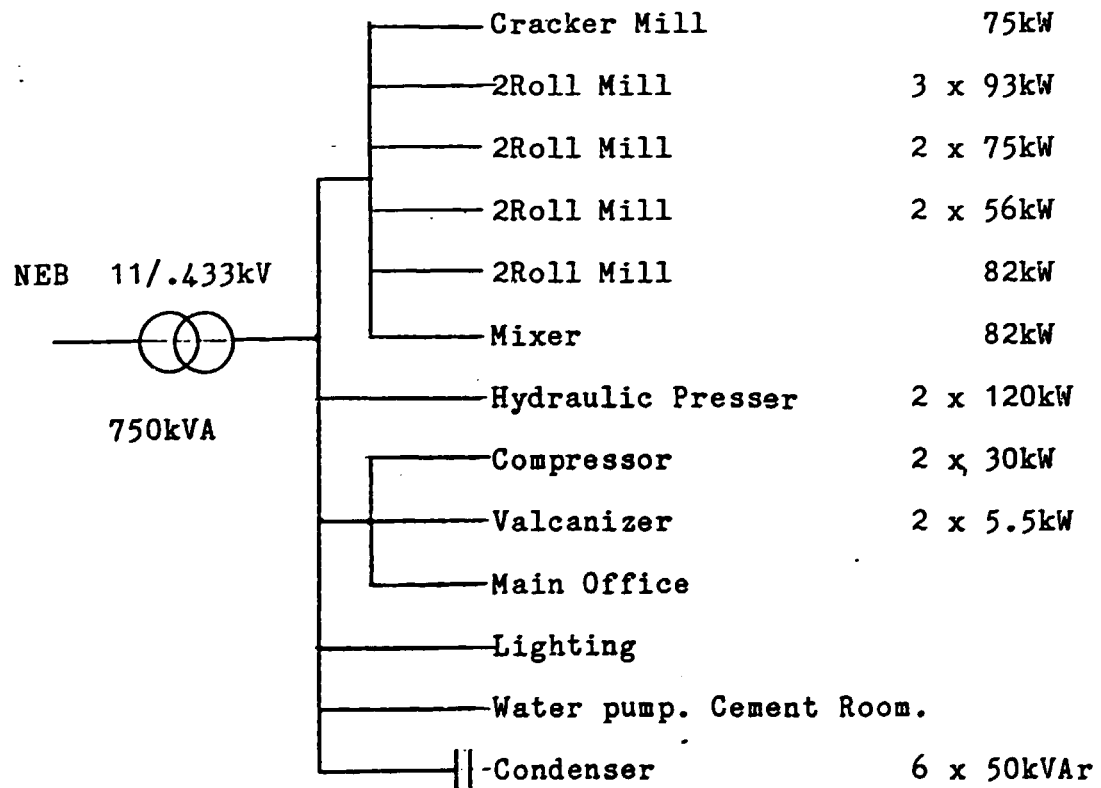 Cracker Mill 75kW
2Roll Mill 3 x 93kW
2Roll Mill 2 x 75kW
2Roll Mill 2 x 56kW
NEB 11/.433kV 2Roll Mill 82kW
Mixer 82kW
Hydraulic Presser 2 x 120kW
750kVA
Compressor 2 x 30kW
Valcanizer 2 x 5.5kW
Main Office
Lighting
Water pump. Cement Room.
Condenser 6 x 50kVAr